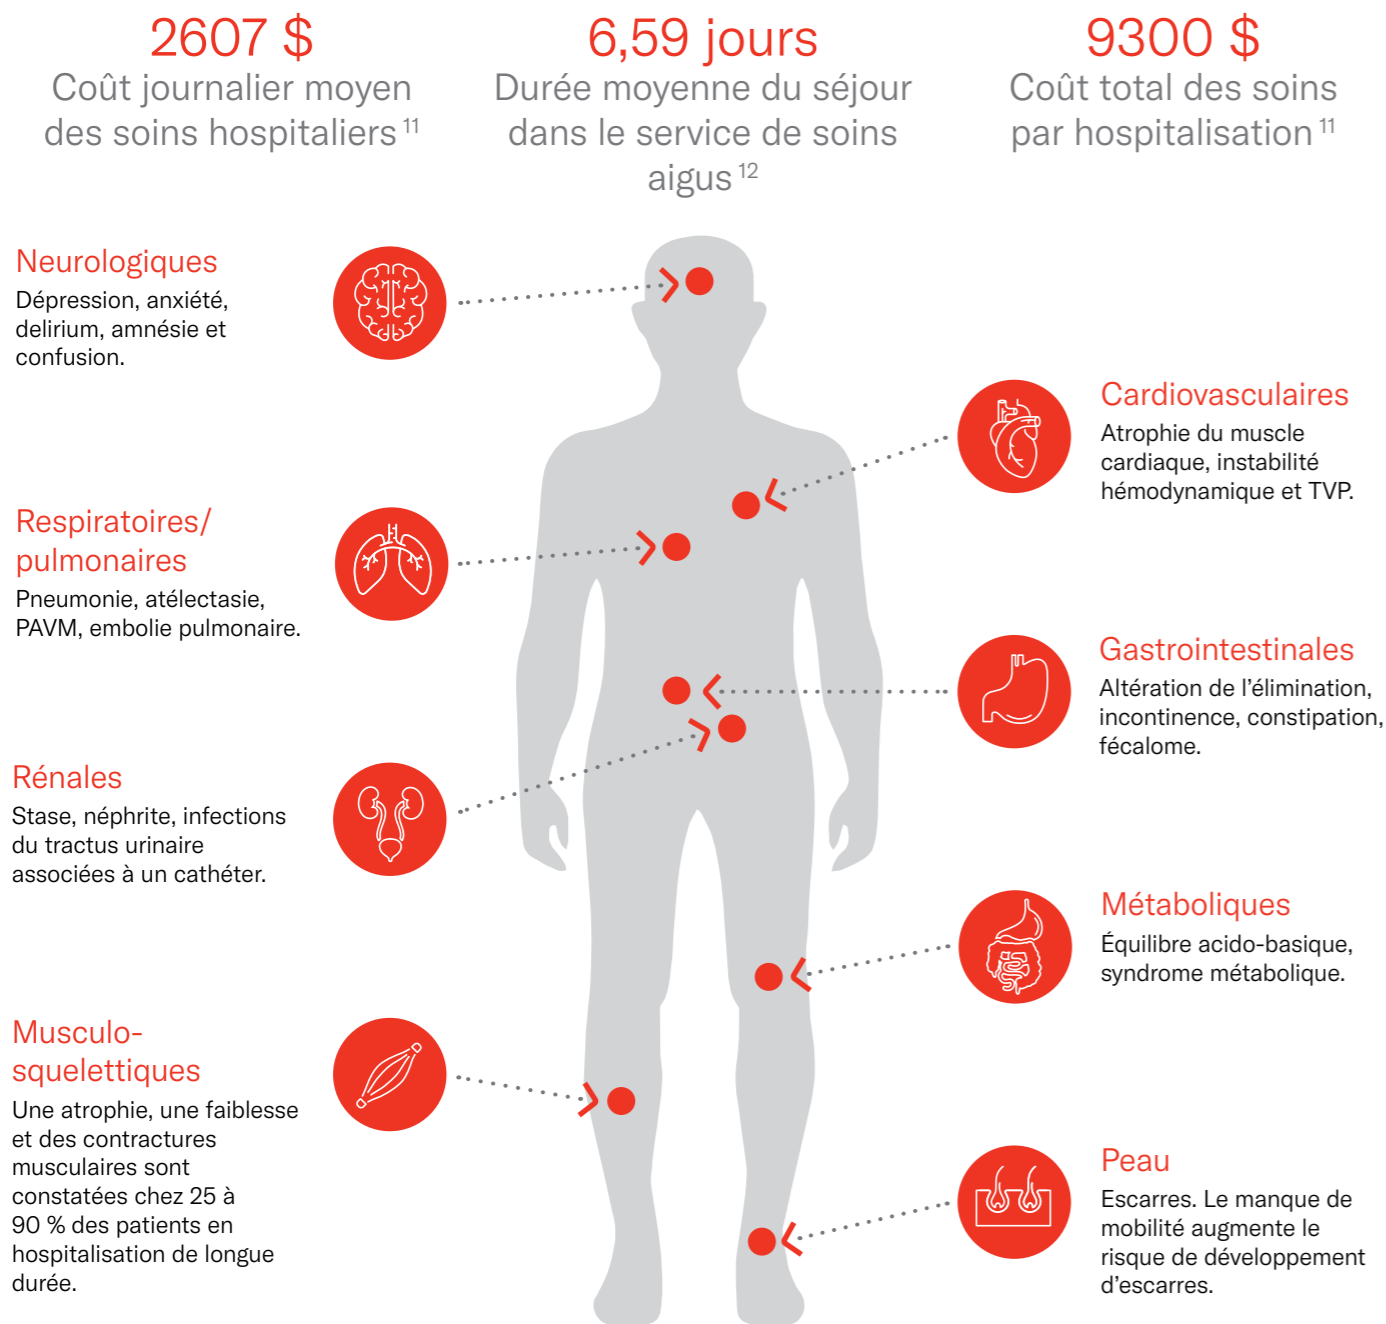 2607 $
Coût journalier moyen
des soins hospitaliers 11
6,59 jours
Durée moyenne du séjour
dans le service de soins
aigus 12
9300 $
Coût total des soins
par hospitalisation 11
Neurologiques
Dépression, anxiété,
delirium, amnésie et
confusion.
Cardiovasculaires
Atrophie du muscle
cardiaque, instabilité
hémodynamique et TVP.
Respiratoires/
pulmonaires
Pneumonie, atélectasie,
PAVM, embolie pulmonaire.
Gastrointestinales
Altération de l’élimination,
incontinence, constipation,
fécalome.
Rénales
Stase, néphrite, infections
du tractus urinaire
associées à un cathéter.
Métaboliques
Équilibre acido-basique,
syndrome métabolique.
Musculo-
squelettiques
Une atrophie, une faiblesse
et des contractures
musculaires sont
constatées chez 25 à
90 % des patients en
hospitalisation de longue
durée.
Peau
Escarres. Le manque de
mobilité augmente le
risque de développement
d’escarres.